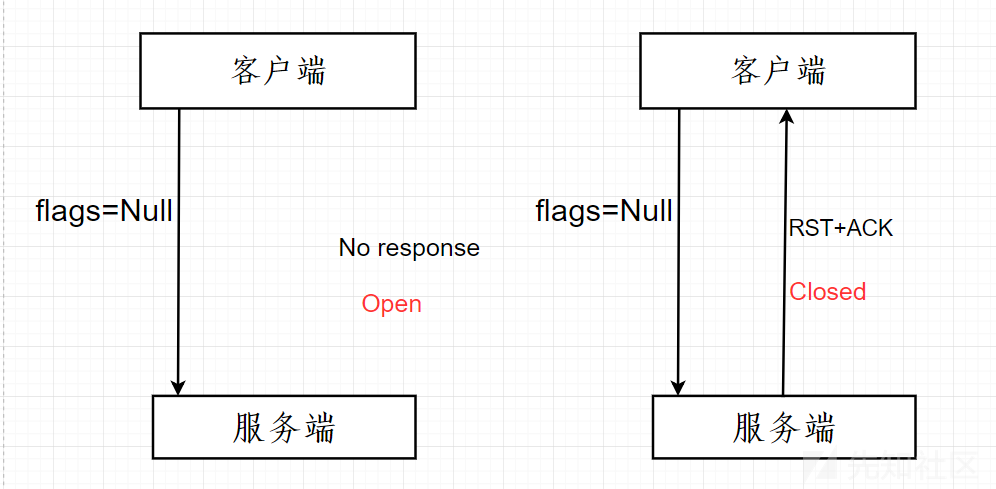 客户端
flags=Null
No response
Open
服务端
客户端
flags=Null
RST+ACK
Closed
服务端
先知社区